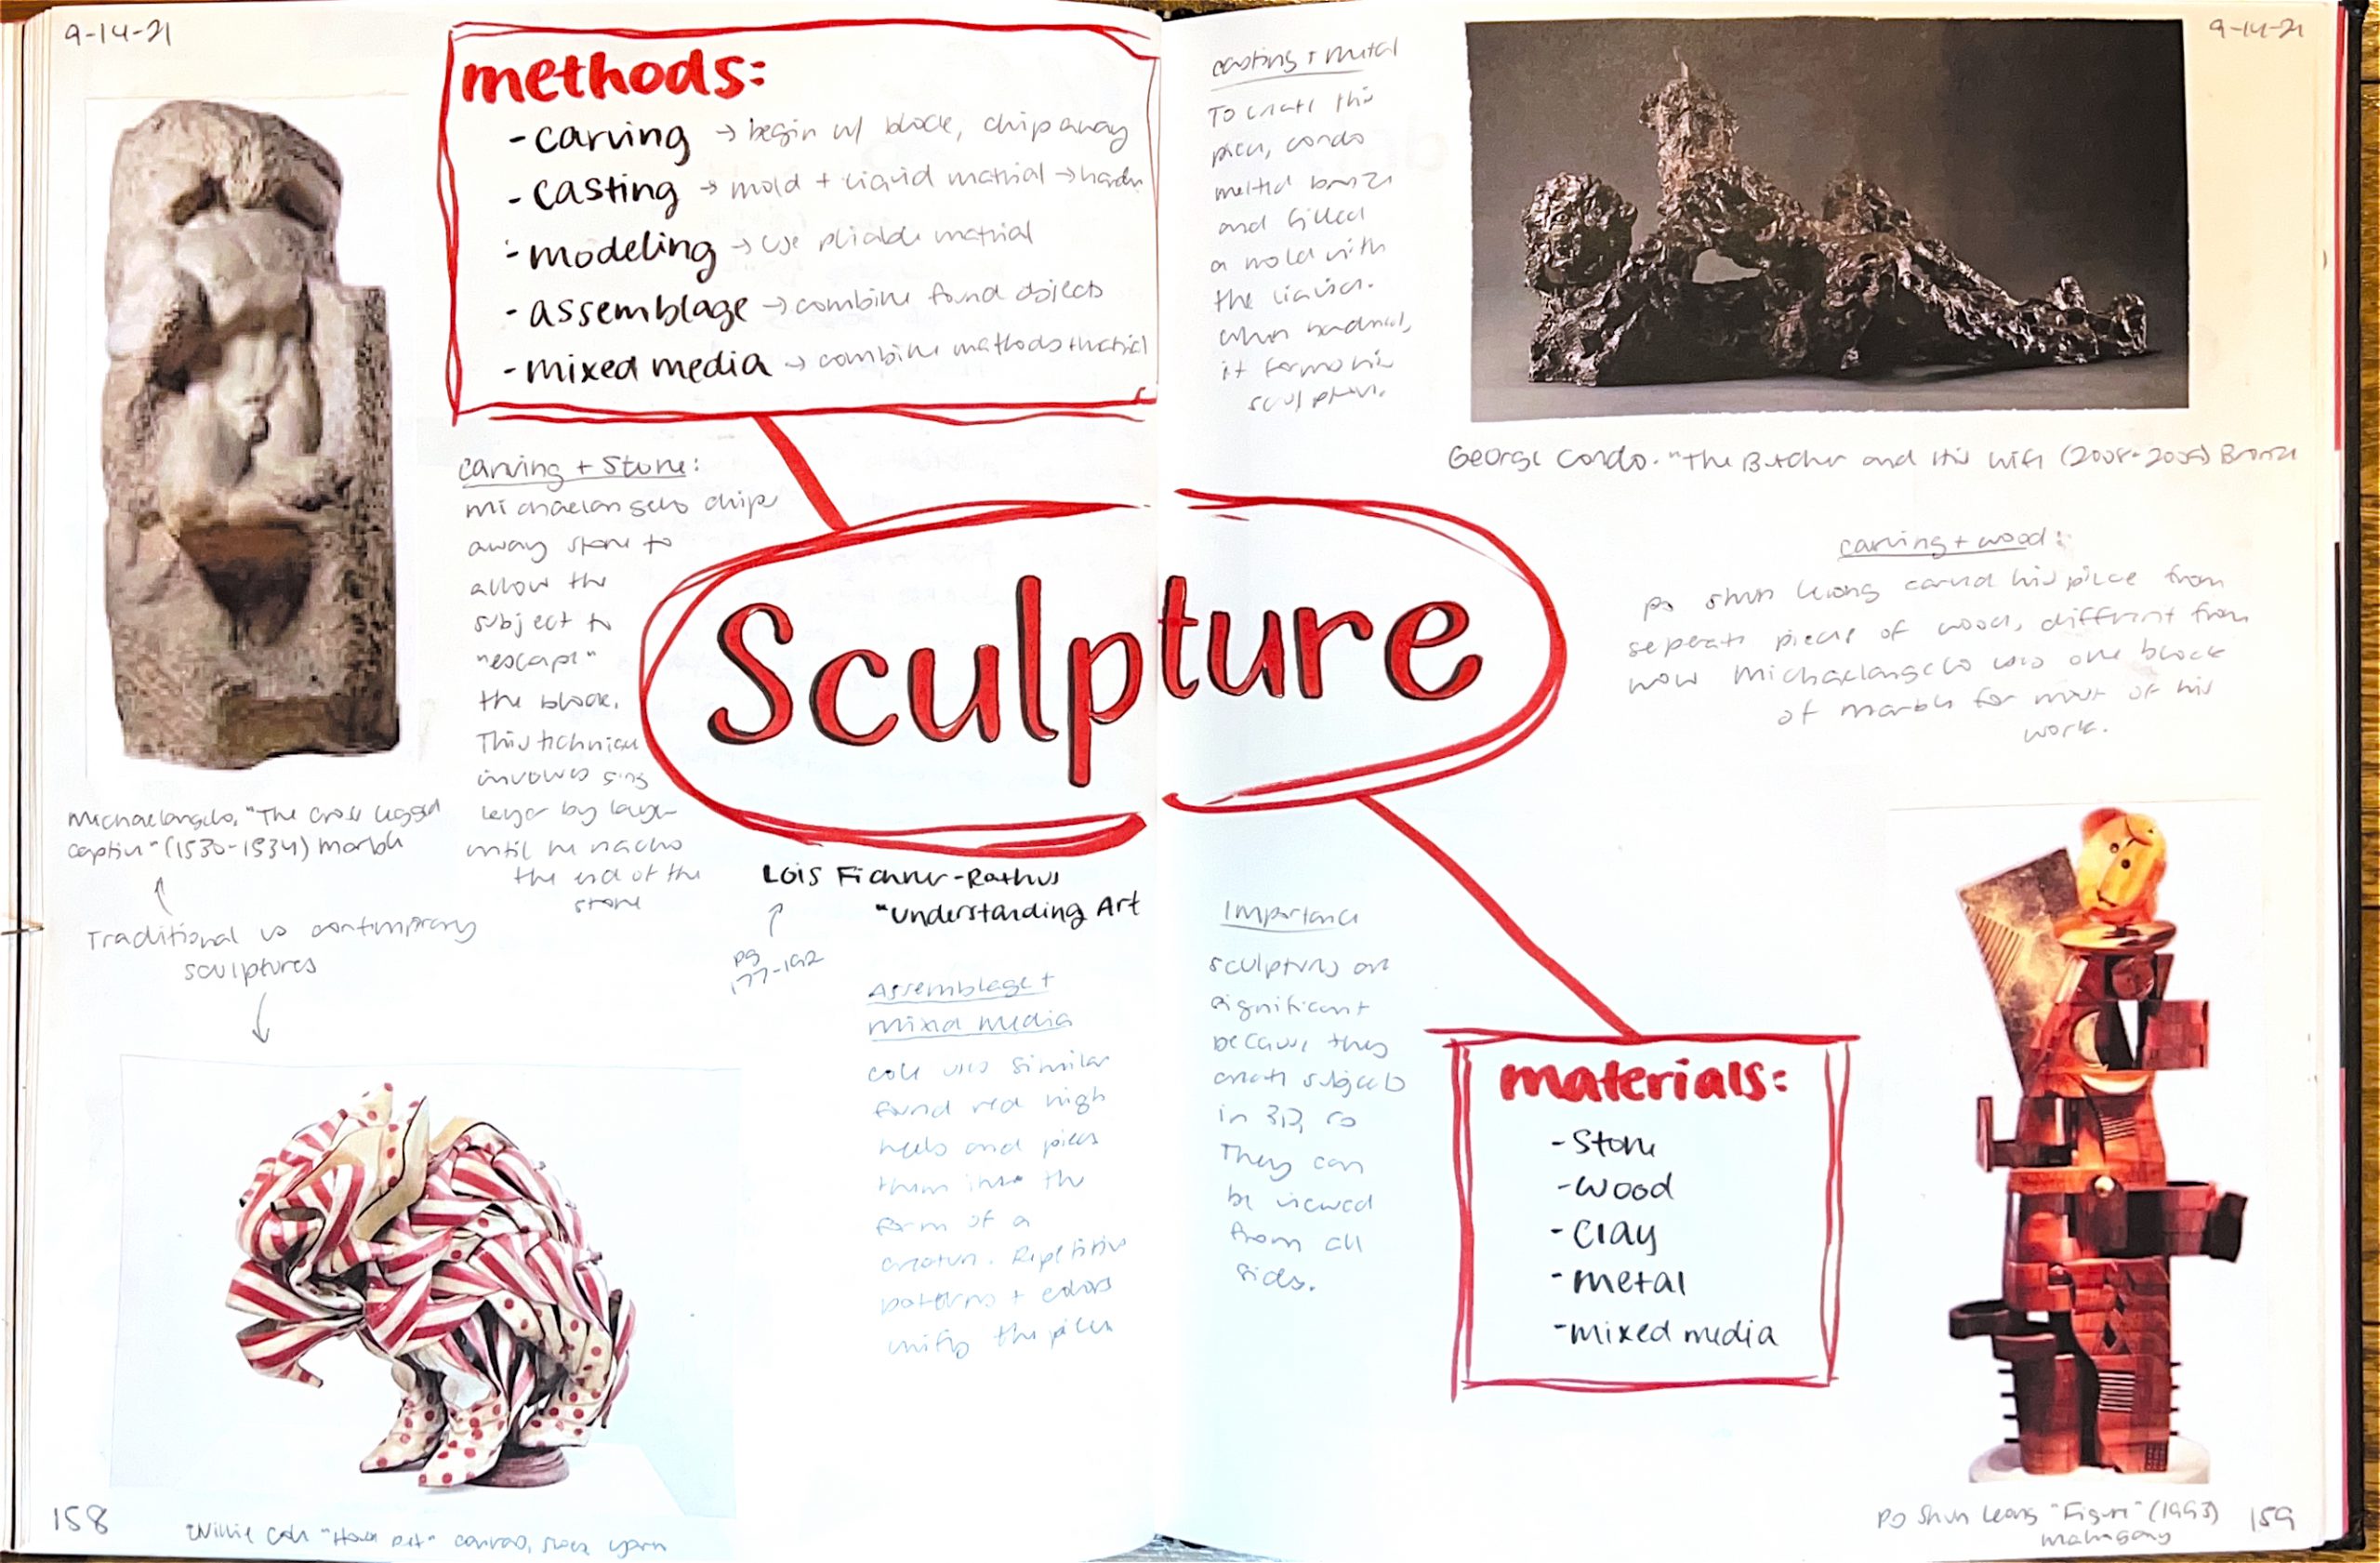 9-14-21
methods:
-carving → begin w/ block, chip away
-casting → mold + liquid material → harden
-modeling → use pliable material
-assemblage → combine found objects
-mixed media → combine methods + material
carving + stone:
michaelangelo chips
away stone to
allow the
subject to
"escape"
the block.
This technique
involves going
layer by layer
until he reaches
the end of the
stone
Michaelangelo, "The Cross Legged
Captive" (1530-1534) marble
Traditional vs contemporary
sculptures
Sculpture
Lois Fichner-Rathus
"Understanding Art
pg
177-192
Assemblage +
mixed media
cole uses similar
found red high
heels and pieces
them into the
form of a
creature. Repetitive
patterns + colors
unify the piece
158
Willie Cole canvas, shoes, yarn
9-14-21
casting + metal
To create this
piece, condo
melted bronze
and filled
a mold with
the liquid.
when hardened,
it forms his
sculpture.
George Condo. "The Butcher and His Wife (2008-2009) Bronze
carving + wood:
Po Shun Leong carved his piece from
seperate pieces of wood, different from
how Michaelangelo uses one block
of marble for most of his
work.
Importance
sculptures are
significant
because they
create subjects
in 3D, so
They can
be viewed
from all
sides.
materials:
-Stone
-wood
-clay
-metal
-mixed media
Po Shun Leong "Figure" (1993)
mahogany
159